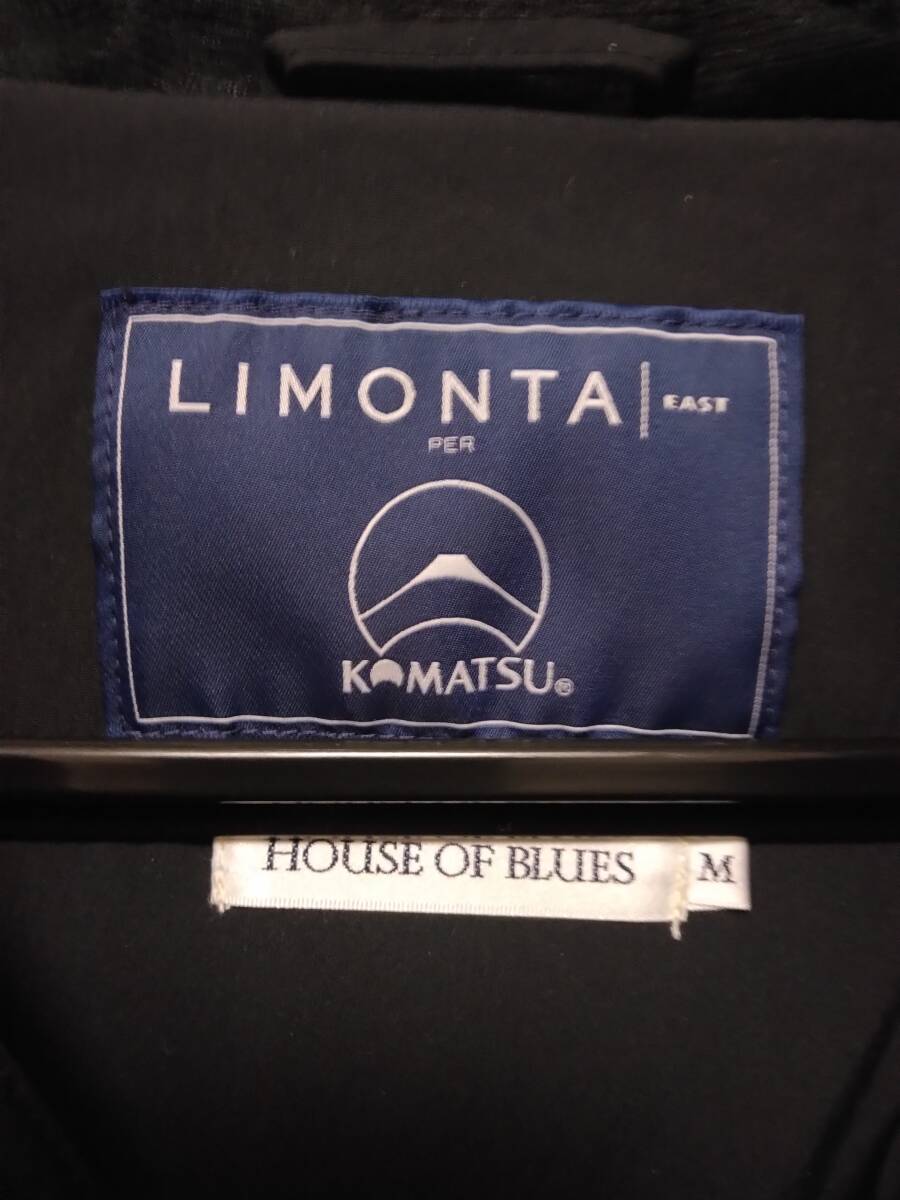 LIMONTA EAST
PER
KOMATSU®
HOUSE OF BLUES M